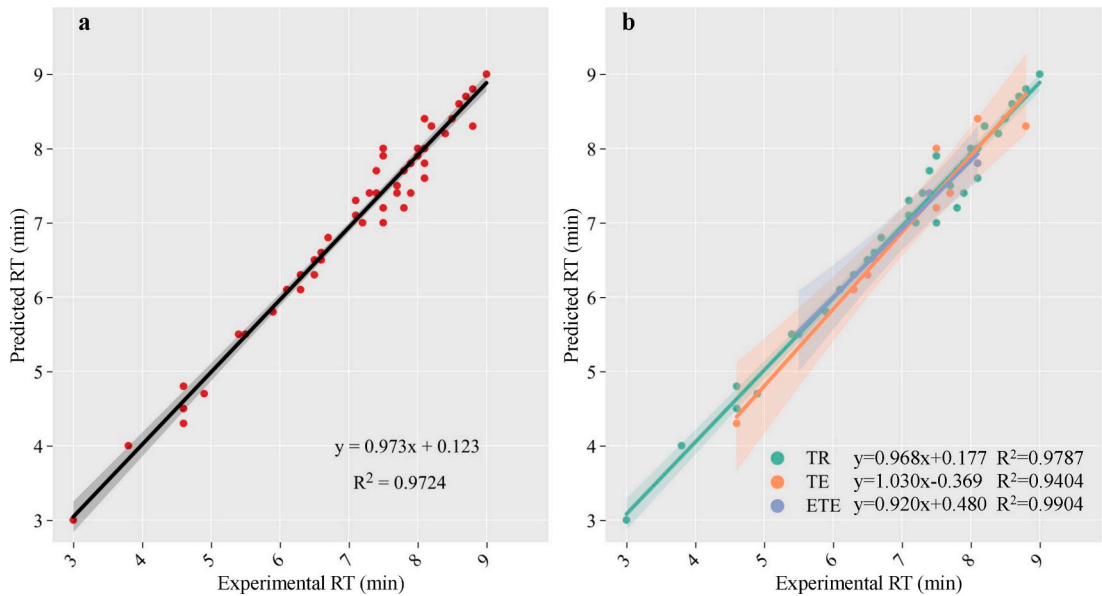 a
Predicted RT (min)
9
8
7
6
5
4
3
y = 0.973x + 0.123
R² = 0.9724
3 4 5 6 7 8 9
Experimental RT (min)
b
Predicted RT (min)
9
8
7
6
5
4
3
TR y=0.968x+0.177 R²=0.9787
TE y=1.030x-0.369 R²=0.9404
ETE y=0.920x+0.480 R²=0.9904
3 4 5 6 7 8 9
Experimental RT (min)